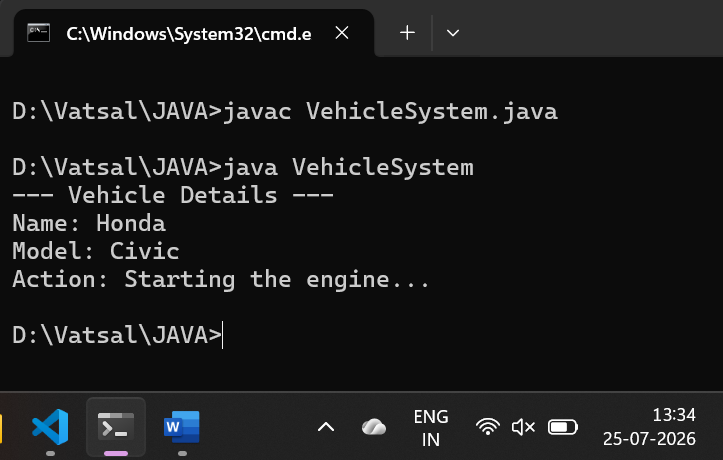 C:\Windows\System32\cmd.e
D:\Vatsal\JAVA>javac VehicleSystem.java
D:\Vatsal\JAVA>java VehicleSystem
--- Vehicle Details ---
Name: Honda
Model: Civic
Action: Starting the engine...
D:\Vatsal\JAVA>
W
ENG
IN
13:34
25-07-2026